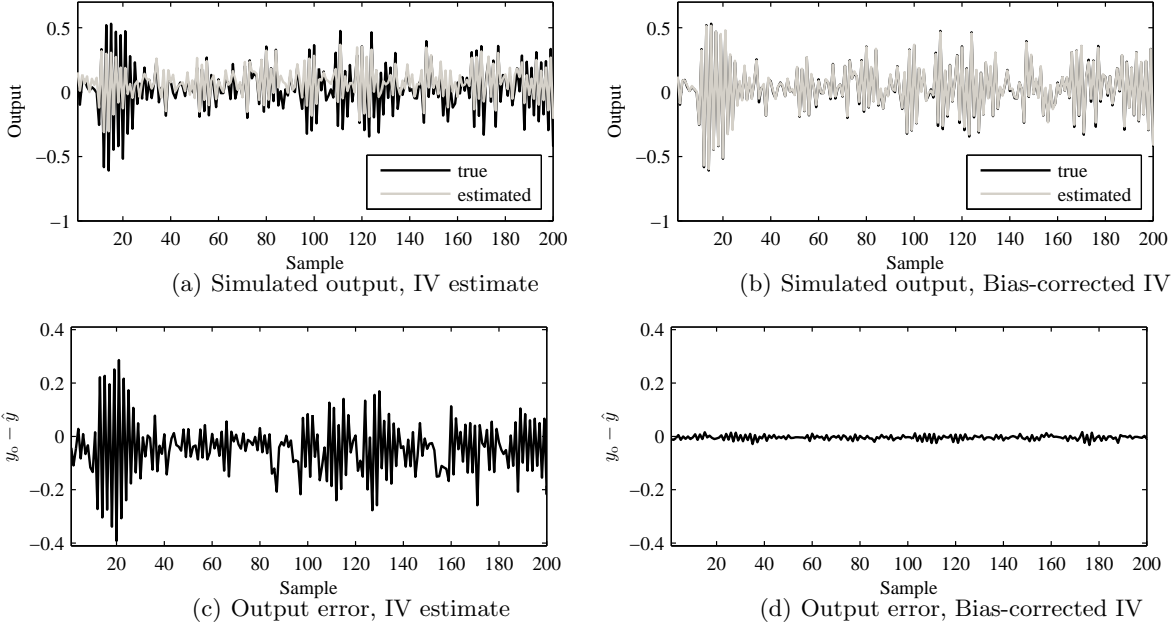 0.5
0
−0.5
−1
Output
20 40 60 80 100 120 140 160 180 200
Sample
true
estimated
(a) Simulated output, IV estimate
0.5
0
−0.5
−1
Output
20 40 60 80 100 120 140 160 180 200
Sample
true
estimated
(b) Simulated output, Bias-corrected IV
0.4
0.2
0
−0.2
−0.4
y₀ − ŷ
20 40 60 80 100 120 140 160 180 200
Sample
(c) Output error, IV estimate
0.4
0.2
0
−0.2
−0.4
y₀ − ŷ
20 40 60 80 100 120 140 160 180 200
Sample
(d) Output error, Bias-corrected IV